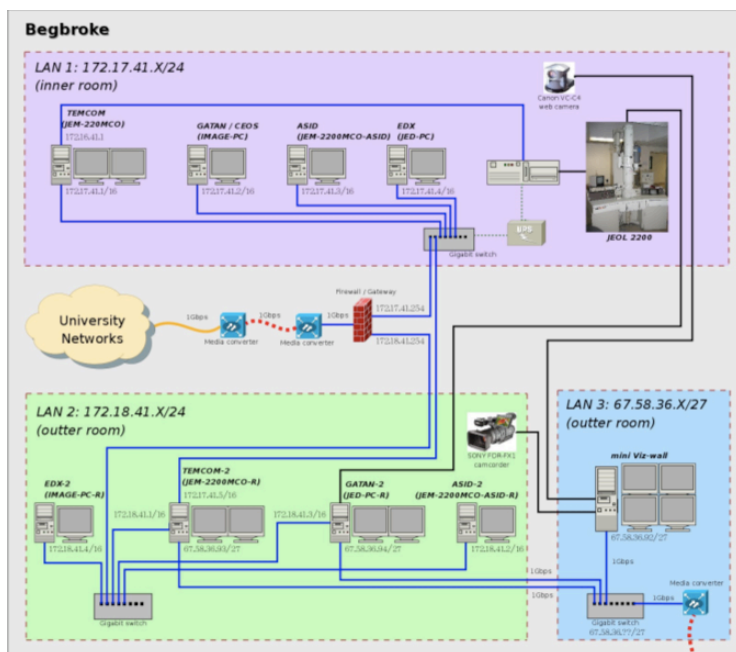 Begbroke
LAN 1: 172.17.41.X/24
(inner room)
Canon VC-C4
web camera
TEMCOM
(JEM-220MCO)
172.16.41.1
GATAN / CEOS
(IMAGE-PC)
ASID
(JEM-2200MCO-ASID)
EDX
(JED-PC)
172.17.41.1/16
172.17.41.2/16
172.17.41.3/16
172.17.41.4/16
JEOL 2200
Gigabit switch
Firewall / Gateway
172.17.41.254
University
Networks
1Gbps
1Gbps
1Gbps
Media converter
Media converter
172.18.41.254
LAN 2: 172.18.41.X/24
(outter room)
LAN 3: 67.58.36.X/27
(outter room)
camcorder
mini Viz-wall
TEMCOM-2
(JEM-2200MCO-R)
172.17.41.5/16
EDX-2
(IMAGE-PC-R)
GATAN-2
(JED-PC-R)
ASID-2
(JEM-2200MCO-ASID-R)
172.18.41.1/16
172.18.41.3/16
172.18.41.4/16
67.58.36.93/27
67.58.36.94/27
172.18.41.2/16
67.58.36.92/27
1Gbps
1Gbps
1Gbps
1Gbps
Media converter
Gigabit switch
Gigabit switch
67.58.36.77/27